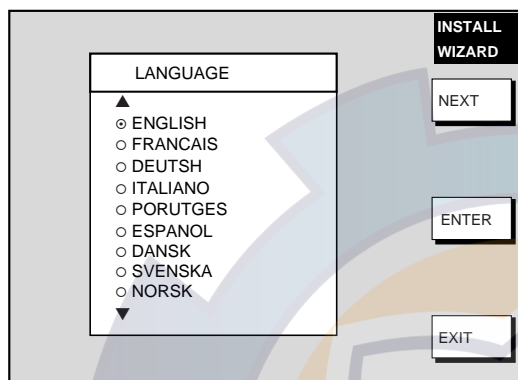 INSTALL
WIZARD
LANGUAGE
NEXT
ENGLISH
FRANCAIS
DEUTSH
ITALIANO
PORUTGES
ESPANOL
DANSK
SVENSKA
NORSK
ENTER
EXIT